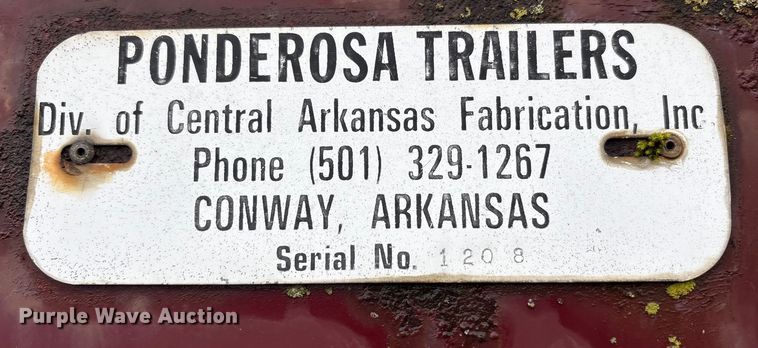 PONDEROSA TRAILERS
Div. of Central Arkansas Fabrication, Inc
Phone (501) 329-1267
CONWAY, ARKANSAS
Serial No. 1208
Purple Wave Auction